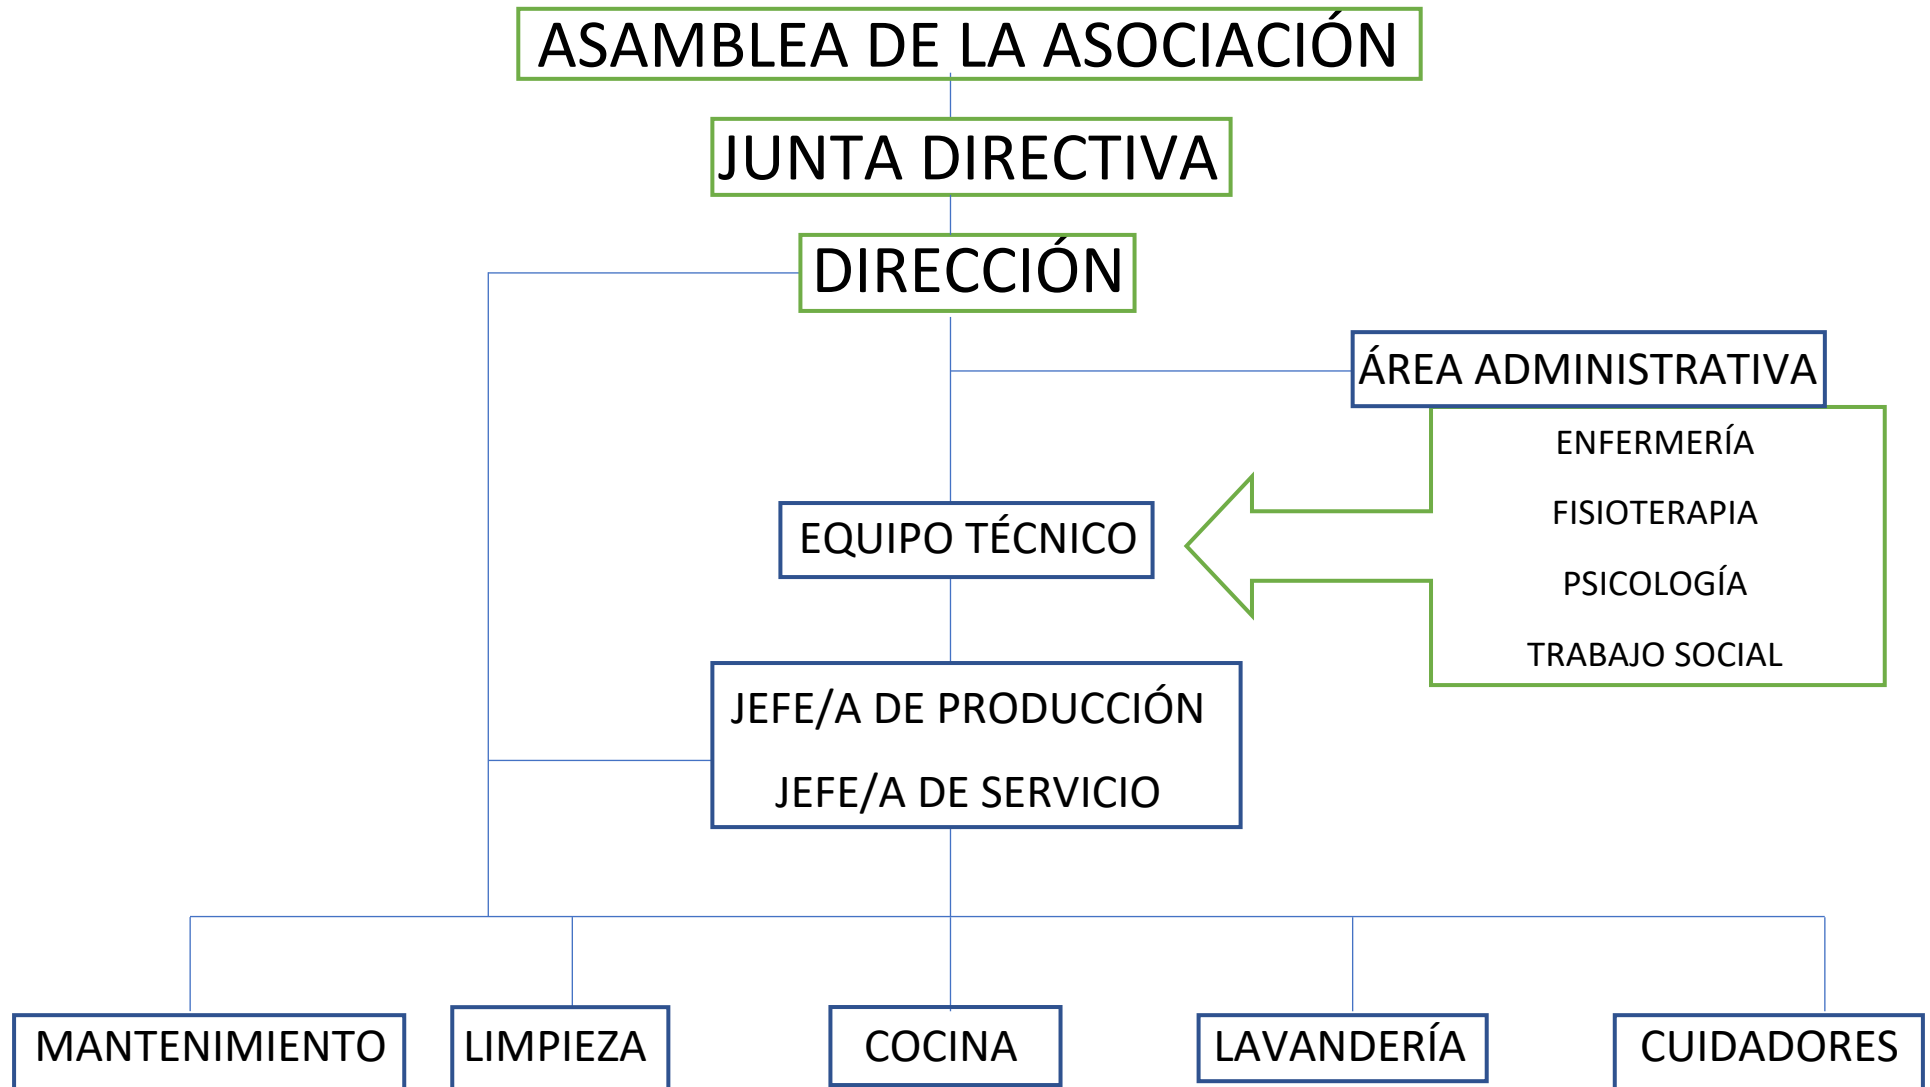 ASAMBLEA DE LA ASOCIACIÓN
JUNTA DIRECTIVA
DIRECCIÓN
ÁREA ADMINISTRATIVA
ENFERMERÍA
FISIOTERAPIA
PSICOLOGÍA
TRABAJO SOCIAL
EQUIPO TÉCNICO
JEFE/A DE PRODUCCIÓN
JEFE/A DE SERVICIO
MANTENIMIENTO
LIMPIEZA
COCINA
LAVANDERÍA
CUIDADORES